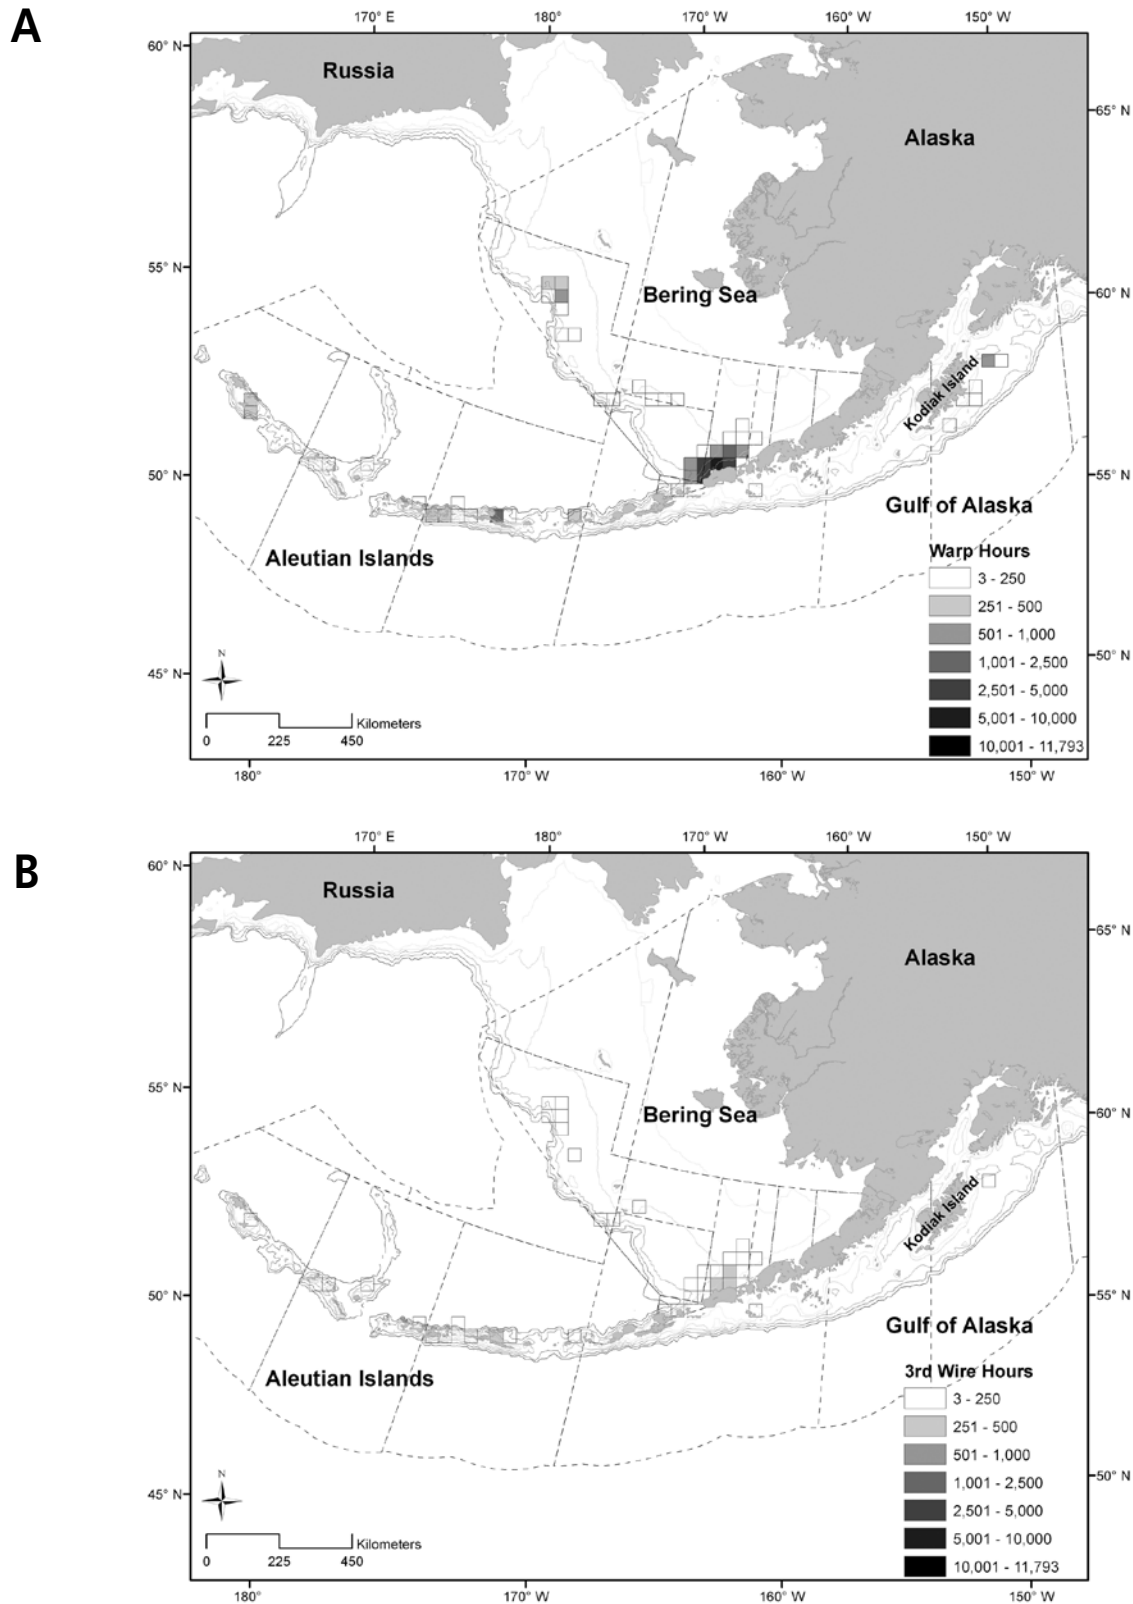 A
170° E 180° 170° W 160° W 150° W
60° N
Russia
65° N
Alaska
55° N
Bering Sea
60° N
Kodiak Island
50° N
55° N
Gulf of Alaska
Aleutian Islands
Warp Hours
3 - 250
251 - 500
501 - 1,000
1,001 - 2,500
2,501 - 5,000
5,001 - 10,000
10,001 - 11,793
50° N
N
45° N
Kilometers
0 225 450
180° 170° W 160° W 150° W
B
170° E 180° 170° W 160° W 150° W
60° N
Russia
65° N
Alaska
55° N
Bering Sea
60° N
Kodiak Island
50° N
55° N
Gulf of Alaska
Aleutian Islands
3rd Wire Hours
3 - 250
251 - 500
501 - 1,000
1,001 - 2,500
2,501 - 5,000
5,001 - 10,000
10,001 - 11,793
50° N
N
45° N
Kilometers
0 225 450
180° 170° W 160° W 150° W